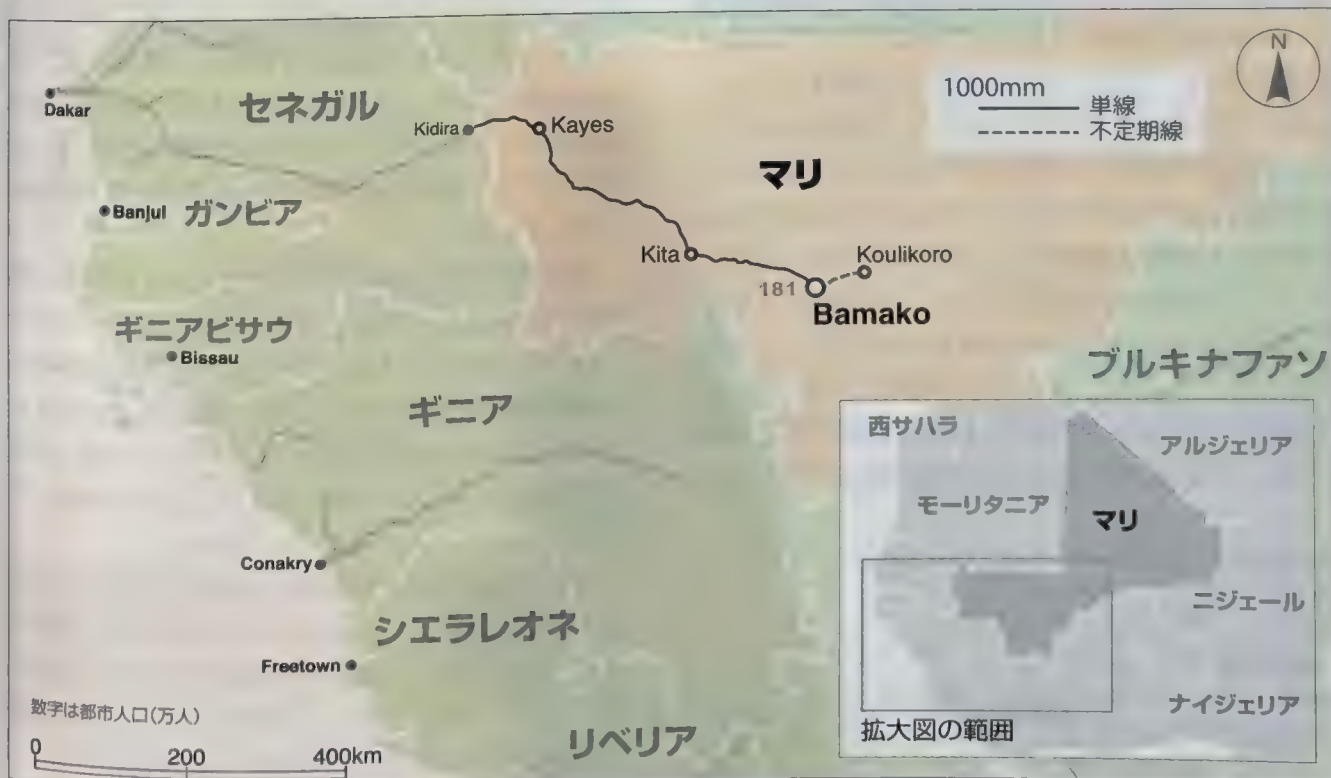 N
1000mm
単線
不定期線
Dakar
セネガル
Kidira
Kayes
マリ
Banjul ガンビア
Kita
Koulikoro
181
Bamako
ギニアビサウ
Bissau
ブルキナファソ
ギニア
西サハラ
アルジェリア
モーリタニア
マリ
Conakry
ニジェール
シエラレオネ
Freetown
ナイジェリア
数字は都市人口(万人)
リベリア
拡大図の範囲
0 200 400km